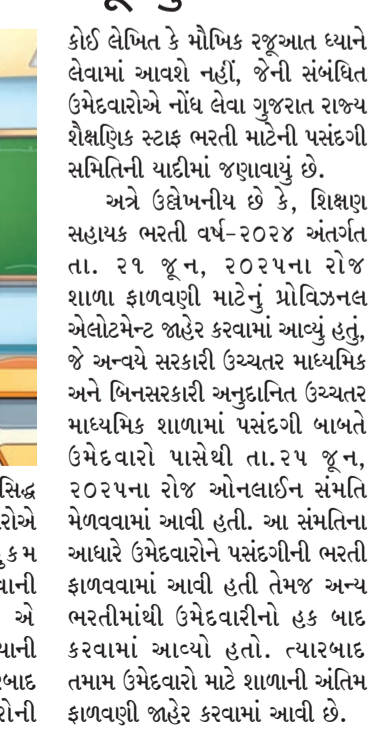 કોઈ લેખિત કે મૌખિક રજૂઆત ધ્યાને
લેવામાં આવશે નહીં, જેની સંબંધિત
ઉમેદવારોએ નોંધ લેવા ગુજરાત રાજ્ય
શૈક્ષણિક સ્ટાફ ભરતી માટેની પસંદગી
સમિતિની યાદીમાં જણાવાયું છે.
અત્રે ઉલ્લેખનીય છે કે, શિક્ષણ
સહાયક ભરતી વર્ષ-૨૦૨૪ અંતર્ગત
તા. ૨૧ જૂન, ૨૦૨૫ના રોજ
શાળા ફાળવણી માટેનું પ્રોવિઝનલ
એલોટમેન્ટ જાહેર કરવામાં આવ્યું હતું,
જે અન્વયે સરકારી ઉચ્ચતર માધ્યમિક
અને બિનસરકારી અનુદાનિત ઉચ્ચતર
માધ્યમિક શાળામાં પસંદગી બાબતે
ઉમેદવારો પાસેથી તા.૨૫ જૂન,
૨૦૨૫ના રોજ ઓનલાઈન સંમતિ
મેળવવામાં આવી હતી. આ સંમતિના
આધારે ઉમેદવારોને પસંદગીની ભરતી
ફાળવવામાં આવી હતી તેમજ અન્ય
ભરતીમાંથી ઉમેદવારીનો હક બાદ
કરવામાં આવ્યો હતો. ત્યારબાદ
તમામ ઉમેદવારો માટે શાળાની અંતિમ
ફાળવણી જાહેર કરવામાં આવી છે.